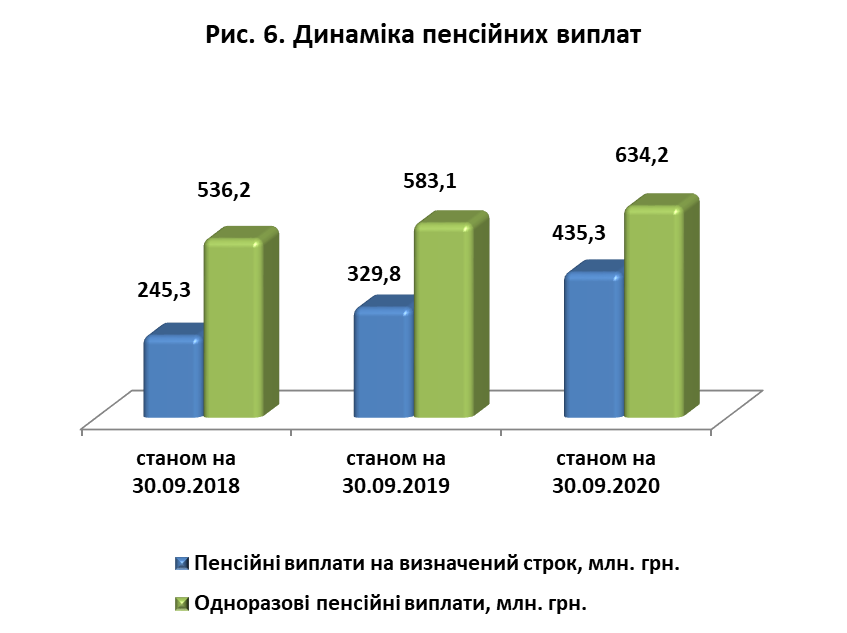 Рис. 6. Динаміка пенсійних виплат
634,2
583,1
536,2
435,3
329,8
245,3
станом на
30.09.2018
станом на
30.09.2019
станом на
30.09.2020
Пенсійні виплати на визначений строк, млн. грн.
Одноразові пенсійні виплати, млн. грн.